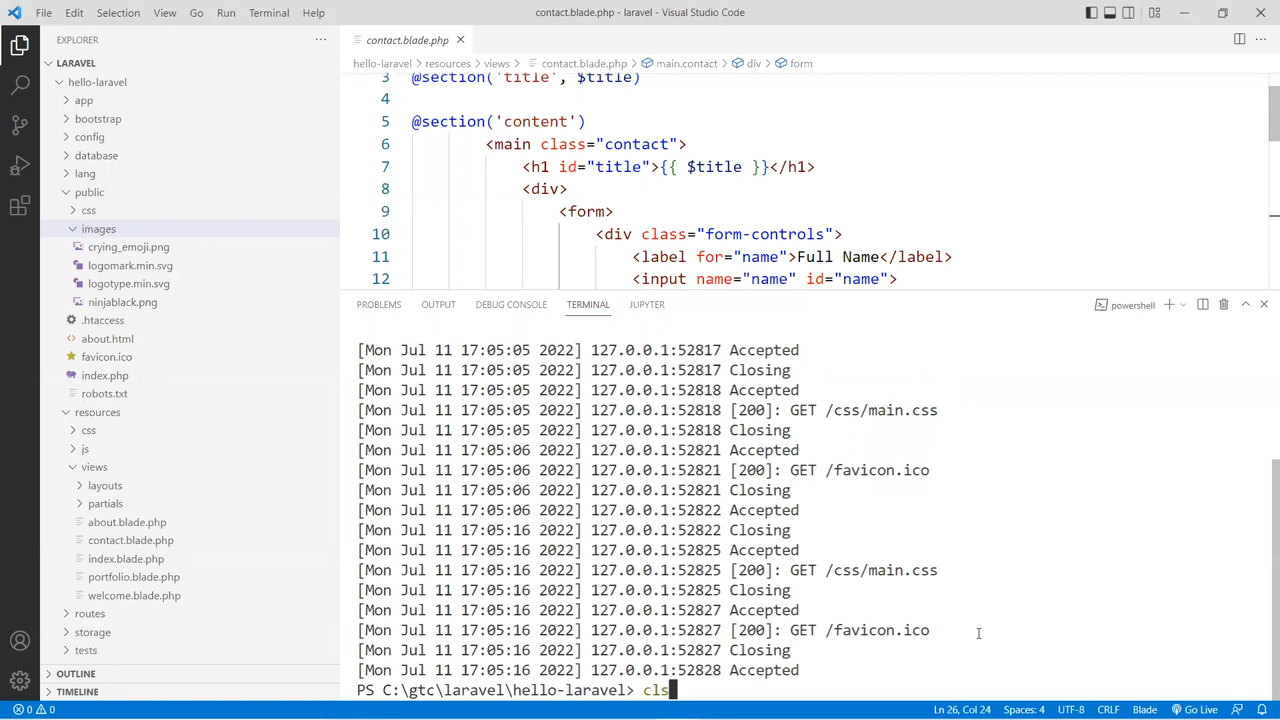 File Edit Selection View Go Run Terminal Help
contact.blade.php - laravel - Visual Studio Code
EXPLORER
LARAVEL
hello-laravel
app
bootstrap
config
database
lang
public
css
images
crying_emoji.png
logomark.min.svg
logotype.min.svg
ninjablack.png
.htaccess
about.html
favicon.ico
index.php
robots.txt
resources
css
js
views
layouts
partials
about.blade.php
contact.blade.php
index.blade.php
portfolio.blade.php
welcome.blade.php
routes
storage
tests
OUTLINE
TIMELINE
contact.blade.php
hello-laravel > resources > views > contact.blade.php > main.contact > div > form
3 @section('title', $title)
4
5 @section('content')
6 <main class="contact">
7 <h1 id="title">{{ $title }}</h1>
8 <div>
9 <form>
10 <div class="form-controls">
11 <label for="name">Full Name</label>
12 <input name="name" id="name">
PROBLEMS OUTPUT DEBUG CONSOLE TERMINAL JUPYTER
powershell
[Mon Jul 11 17:05:05 2022] 127.0.0.1:52817 Accepted
[Mon Jul 11 17:05:05 2022] 127.0.0.1:52817 Closing
[Mon Jul 11 17:05:05 2022] 127.0.0.1:52818 Accepted
[Mon Jul 11 17:05:05 2022] 127.0.0.1:52818 [200]: GET /css/main.css
[Mon Jul 11 17:05:05 2022] 127.0.0.1:52818 Closing
[Mon Jul 11 17:05:06 2022] 127.0.0.1:52821 Accepted
[Mon Jul 11 17:05:06 2022] 127.0.0.1:52821 [200]: GET /favicon.ico
[Mon Jul 11 17:05:06 2022] 127.0.0.1:52821 Closing
[Mon Jul 11 17:05:06 2022] 127.0.0.1:52822 Accepted
[Mon Jul 11 17:05:16 2022] 127.0.0.1:52822 Closing
[Mon Jul 11 17:05:16 2022] 127.0.0.1:52825 Accepted
[Mon Jul 11 17:05:16 2022] 127.0.0.1:52825 [200]: GET /css/main.css
[Mon Jul 11 17:05:16 2022] 127.0.0.1:52825 Closing
[Mon Jul 11 17:05:16 2022] 127.0.0.1:52827 Accepted
[Mon Jul 11 17:05:16 2022] 127.0.0.1:52827 [200]: GET /favicon.ico
[Mon Jul 11 17:05:16 2022] 127.0.0.1:52827 Closing
[Mon Jul 11 17:05:16 2022] 127.0.0.1:52828 Accepted
PS C:\gtc\laravel\hello-laravel> cls
0 0
Ln 26, Col 24 Spaces: 4 UTF-8 CRLF Blade Go Live